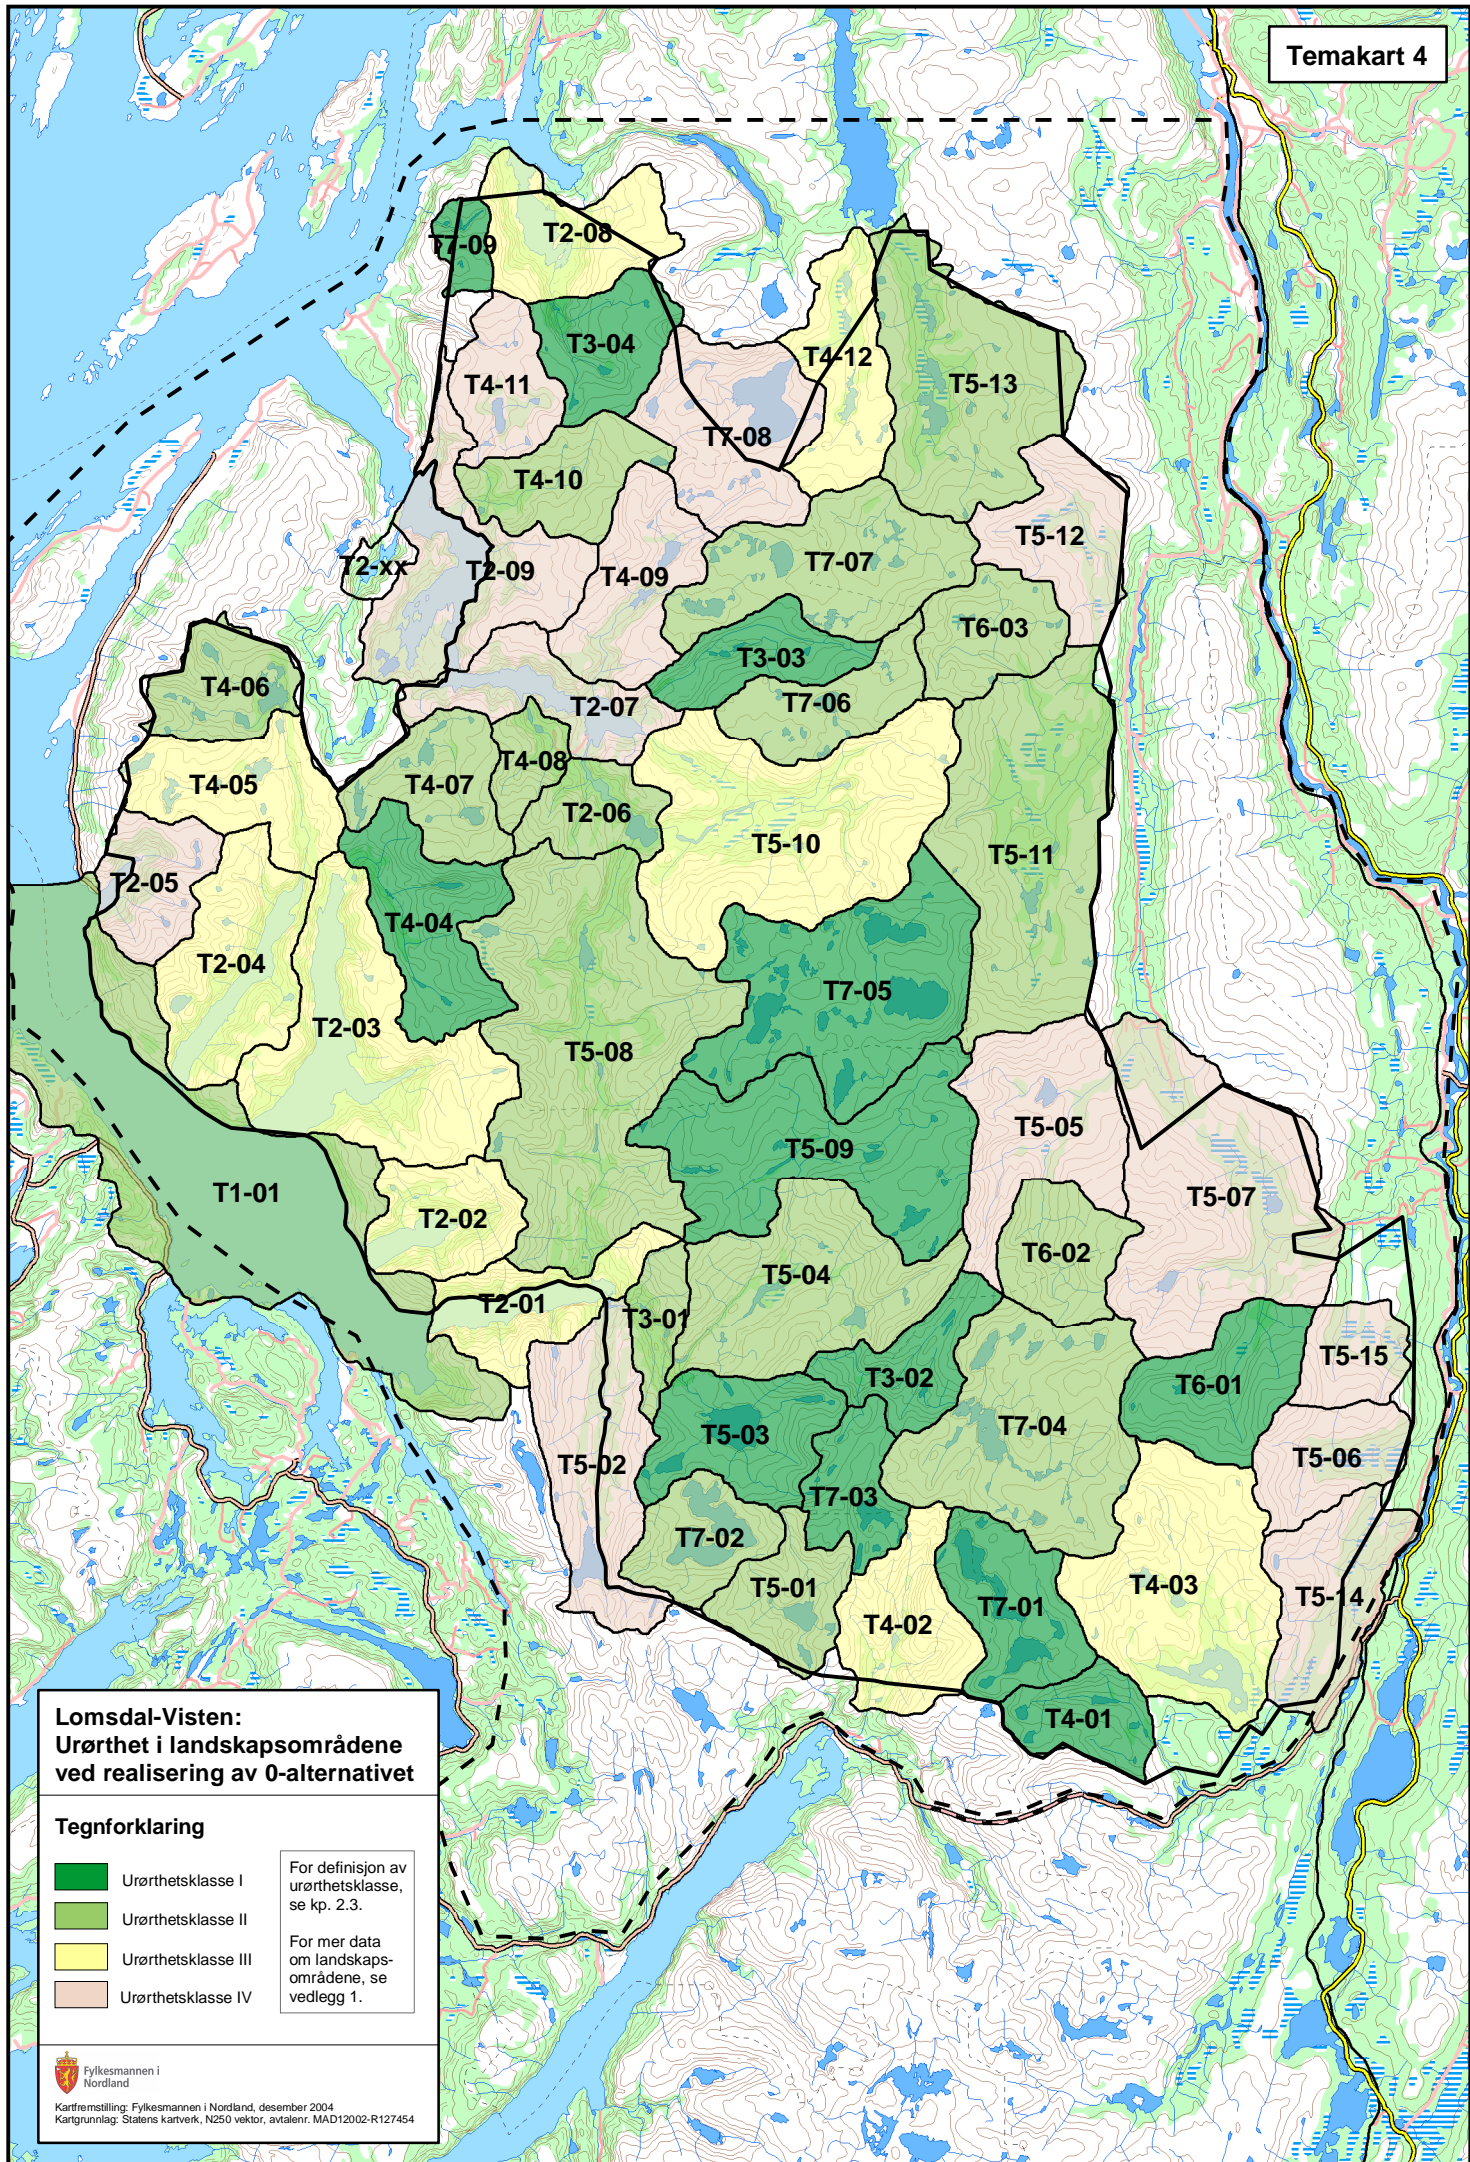 Temakart 4
T7-09
T2-08
T3-04
T4-12
T4-11
T5-13
T7-08
T4-10
T5-12
T2-xx
T2-09
T4-09
T7-07
T6-03
T3-03
T4-06
T2-07
T7-06
T4-08
T4-07
T4-05
T2-06
T5-10
T5-11
T2-05
T4-04
T2-04
T7-05
T2-03
T5-08
T5-05
T5-09
T1-01
T5-07
T2-02
T6-02
T5-04
T2-01
T3-01
T5-15
T3-02
T6-01
T5-03
T7-04
T5-02
T5-06
T7-03
T7-02
T5-01
T4-03
T5-14
T7-01
T4-02
T4-01
Lomsdal-Visten:
Urørthet i landskapsområdene
ved realisering av 0-alternativet
Tegnforklaring
Urørthetsklasse I
Urørthetsklasse II
Urørthetsklasse III
Urørthetsklasse IV
For definisjon av
urørthetsklasse,
se kp. 2.3.
For mer data
om landskaps-
områdene, se
vedlegg 1.
Fylkesmannen i
Nordland
Kartfremstilling: Fylkesmannen i Nordland, desember 2004
Kartgrunnlag: Statens kartverk, N250 vektor, avtalenr. MAD12002-R127454